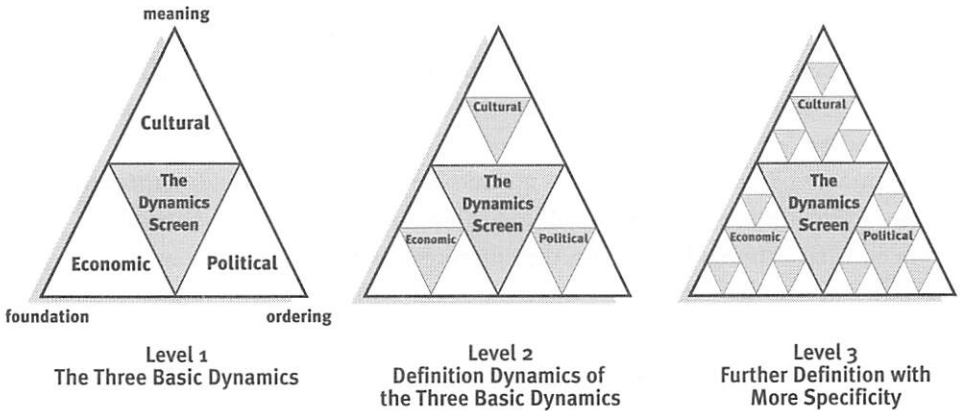 meaning
Cultural
The
Dynamics
Screen
Economic
Political
foundation
ordering
Level 1
The Three Basic Dynamics
Cultural
The
Dynamics
Screen
Economic
Political
Level 2
Definition Dynamics of
the Three Basic Dynamics
Cultural
The
Dynamics
Screen
Economic
Political
Level 3
Further Definition with
More Specificity